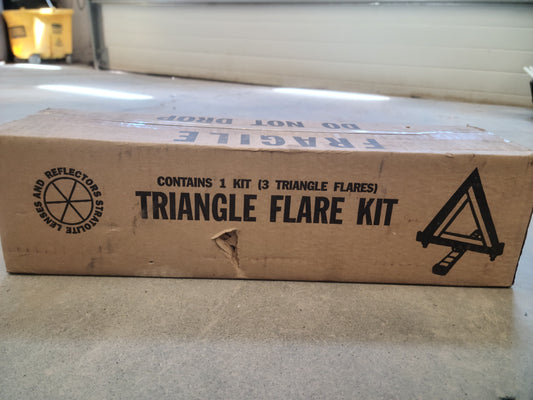 FRAGILE
DO NOT DROP
STRATOLITE LENSES AND REFLECTORS
CONTAINS 1 KIT (3 TRIANGLE FLARES)
TRIANGLE FLARE KIT